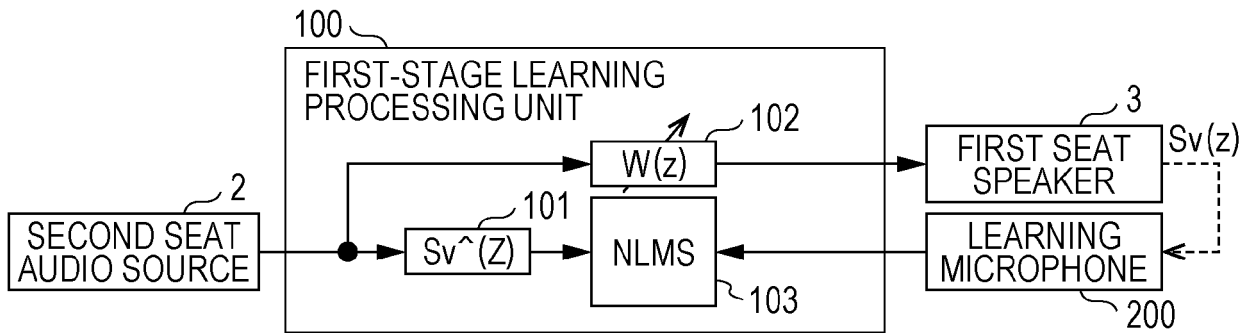 100
FIRST-STAGE LEARNING
PROCESSING UNIT
102
W(z)
3
FIRST SEAT
SPEAKER
Sv(z)
2
SECOND SEAT
AUDIO SOURCE
101
Sv^(Z)
NLMS
103
LEARNING
MICROPHONE
200